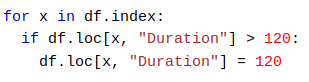 for x in df.index:
  if df.loc[x, "Duration"] > 120:
    df.loc[x, "Duration"] = 120